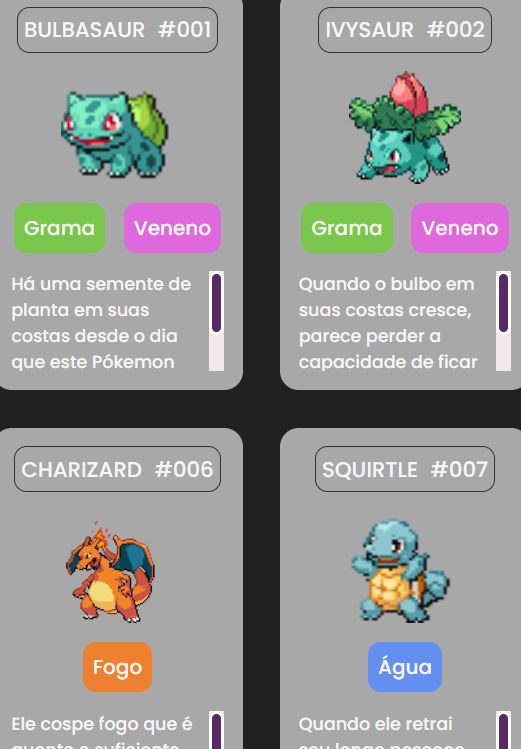 BULBASAUR #001
IVYSAUR #002
Grama
Veneno
Grama
Veneno
Há uma semente de
planta em suas
costas desde o dia
que este Pókemon
Quando o bulbo em
suas costas cresce,
parece perder a
capacidade de ficar
CHARIZARD #006
SQUIRTLE #007
Fogo
Água
Ele cospe fogo que é
Quando ele retrai